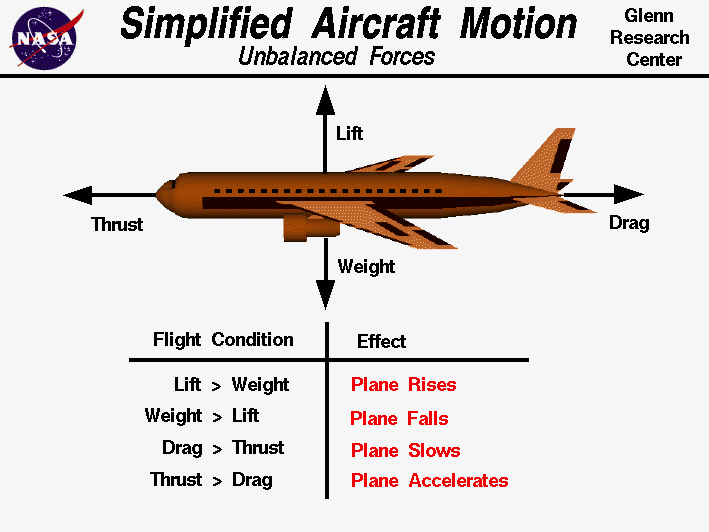 NASA
Simplified Aircraft Motion
Unbalanced Forces
Glenn
Research
Center
Lift
Thrust
Drag
Weight
Flight Condition Effect
Lift > Weight Plane Rises
Weight > Lift Plane Falls
Drag > Thrust Plane Slows
Thrust > Drag Plane Accelerates